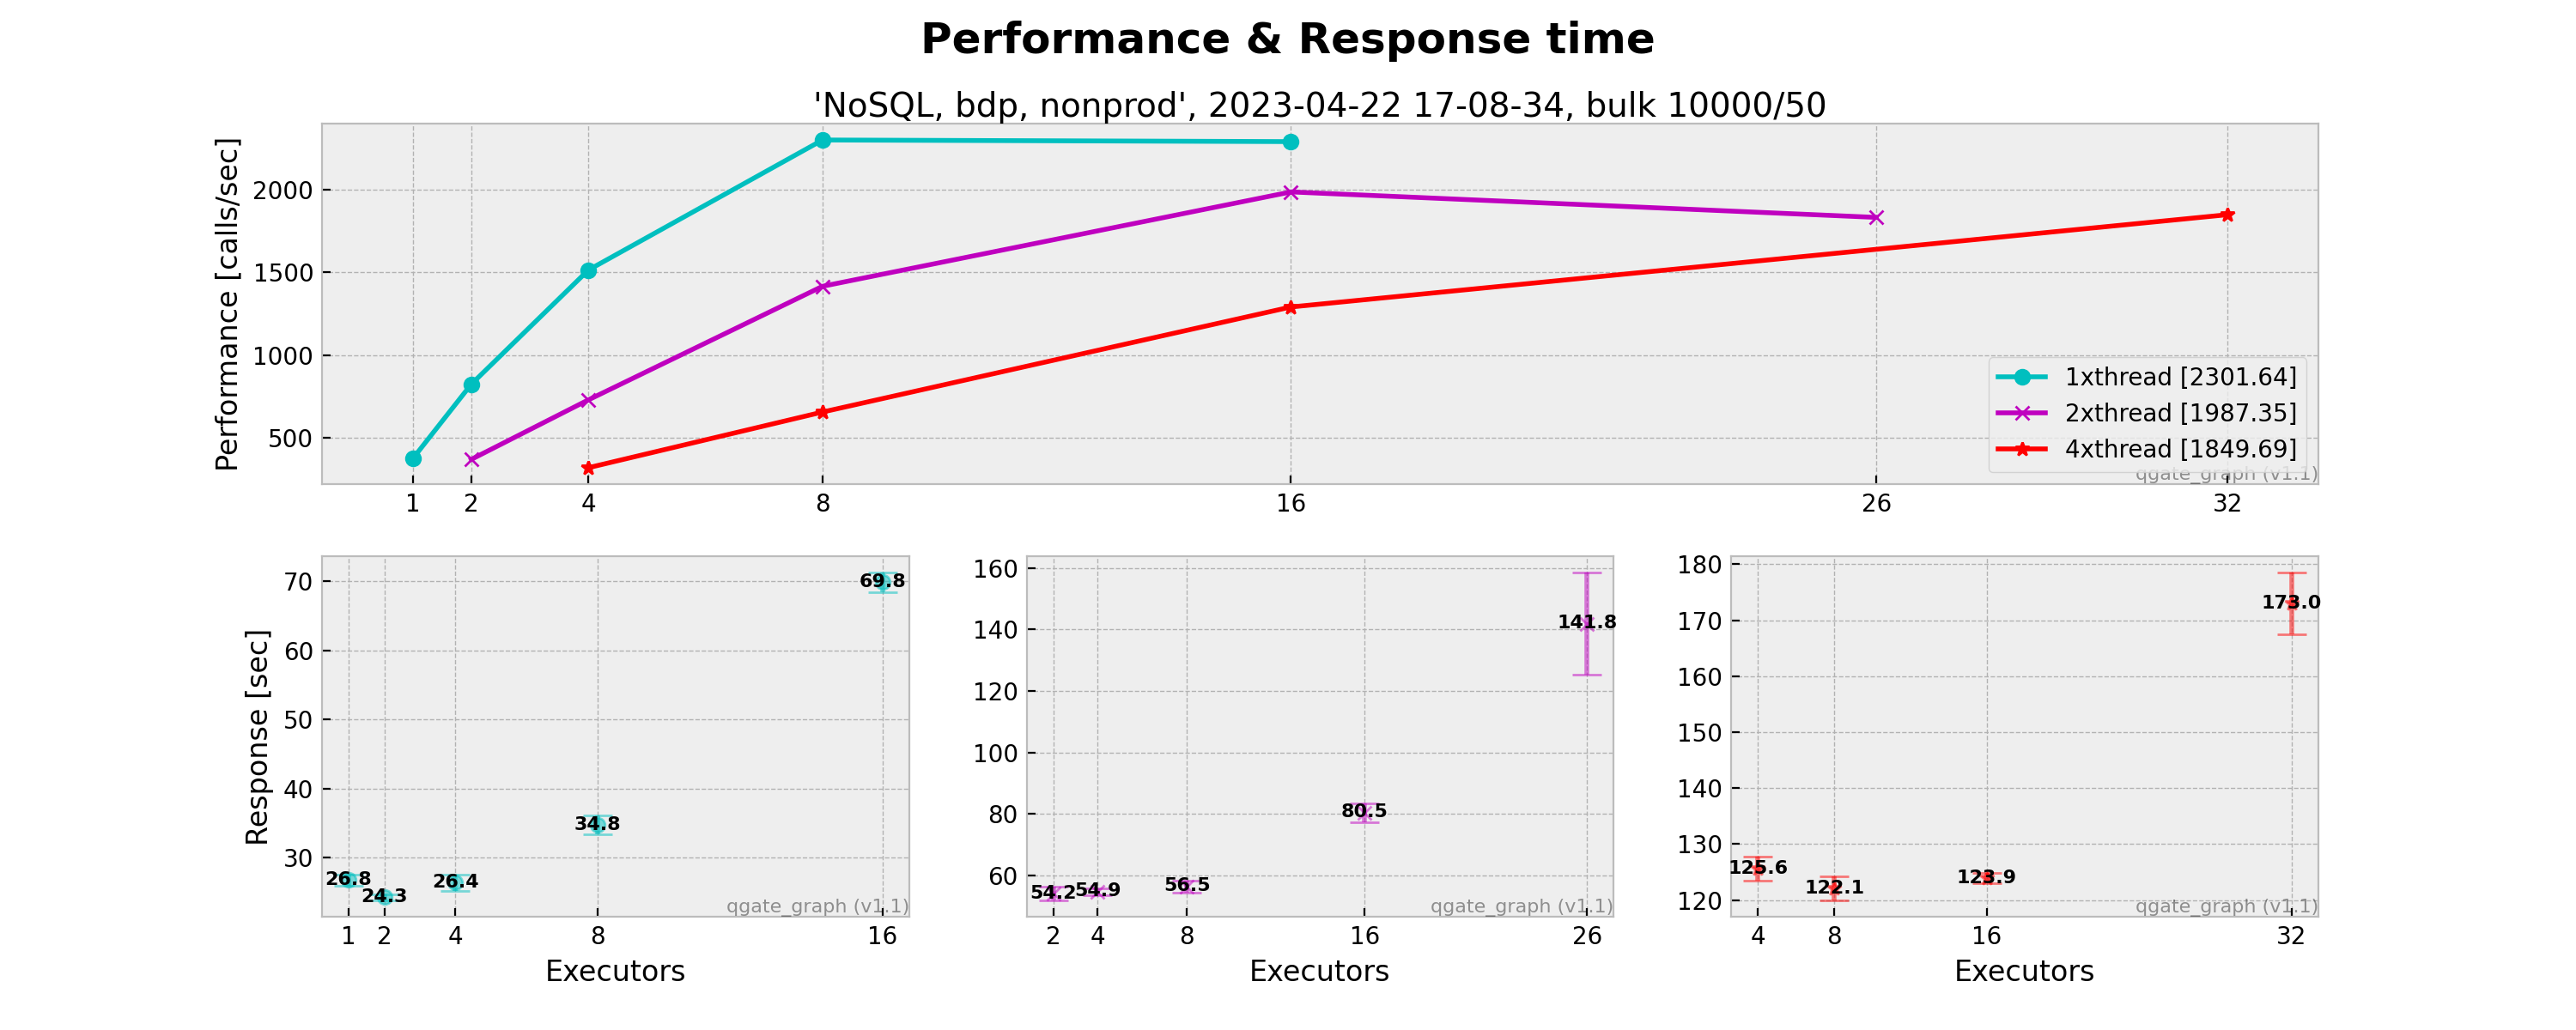 Performance & Response time
'NoSQL, bdp, nonprod', 2023-04-22 17-08-34, bulk 10000/50
Performance [calls/sec]
2000
1500
1000
500
1 2 4 8 16 26 32
1xthread [2301.64]
2xthread [1987.35]
4xthread [1849.69]
qgate_graph (v1.1)
Response [sec]
70
60
50
40
30
26.8 24.3 26.4 34.8 69.8
qgate_graph (v1.1)
1 2 4 8 16
Executors
160
140
120
100
80
60
54.2 54.9 56.5 80.5 141.8
qgate_graph (v1.1)
2 4 8 16 26
Executors
180
170
160
150
140
130
120
125.6 122.1 123.9 173.0
qgate_graph (v1.1)
4 8 16 32
Executors